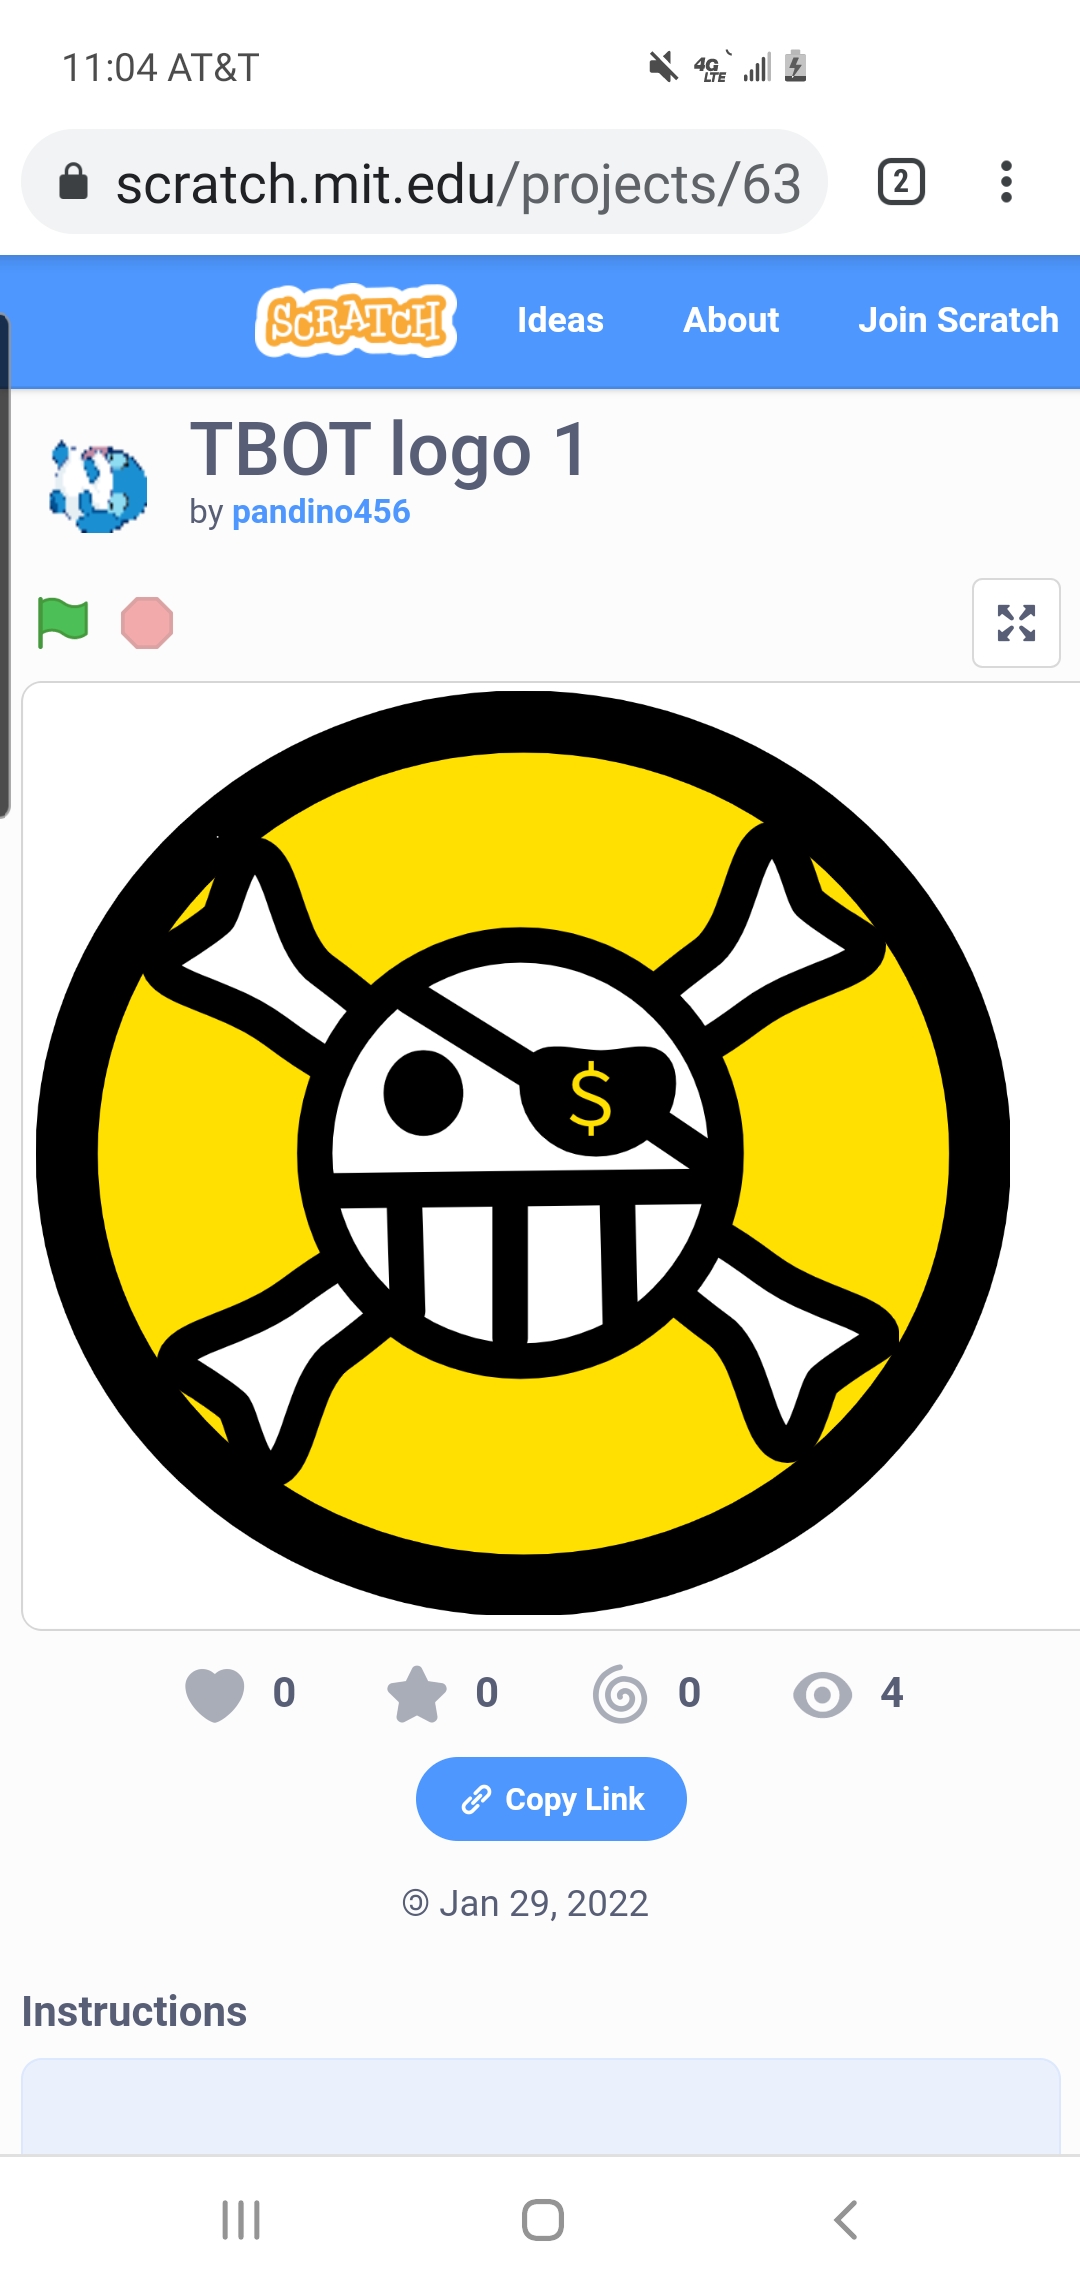 11:04 AT&T
4G LTE
scratch.mit.edu/projects/63
2
SCRATCH
Ideas
About
Join Scratch
TBOT logo 1
by pandino456
$
0
0
0
4
Copy Link
Jan 29, 2022
Instructions